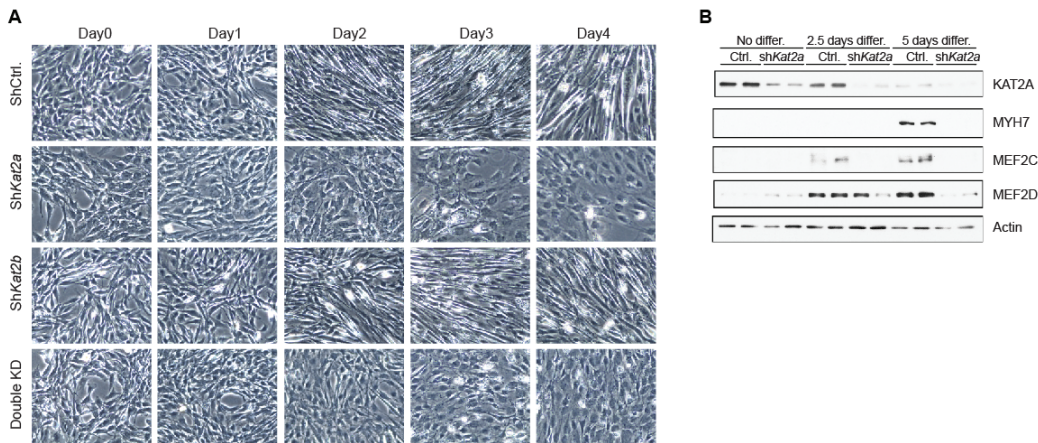 A
Day0 Day1 Day2 Day3 Day4
ShCtrl.
ShKat2a
ShKat2b
Double KD
B
No differ. 2.5 days differ. 5 days differ.
Ctrl. shKat2a Ctrl. shKat2a Ctrl. shKat2a
KAT2A
MYH7
MEF2C
MEF2D
Actin